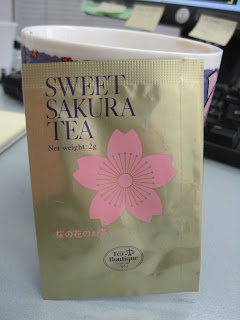 SWEET
SAKURA
TEA
Net weight: 2g
桜の花のお茶
Tea
Boutique